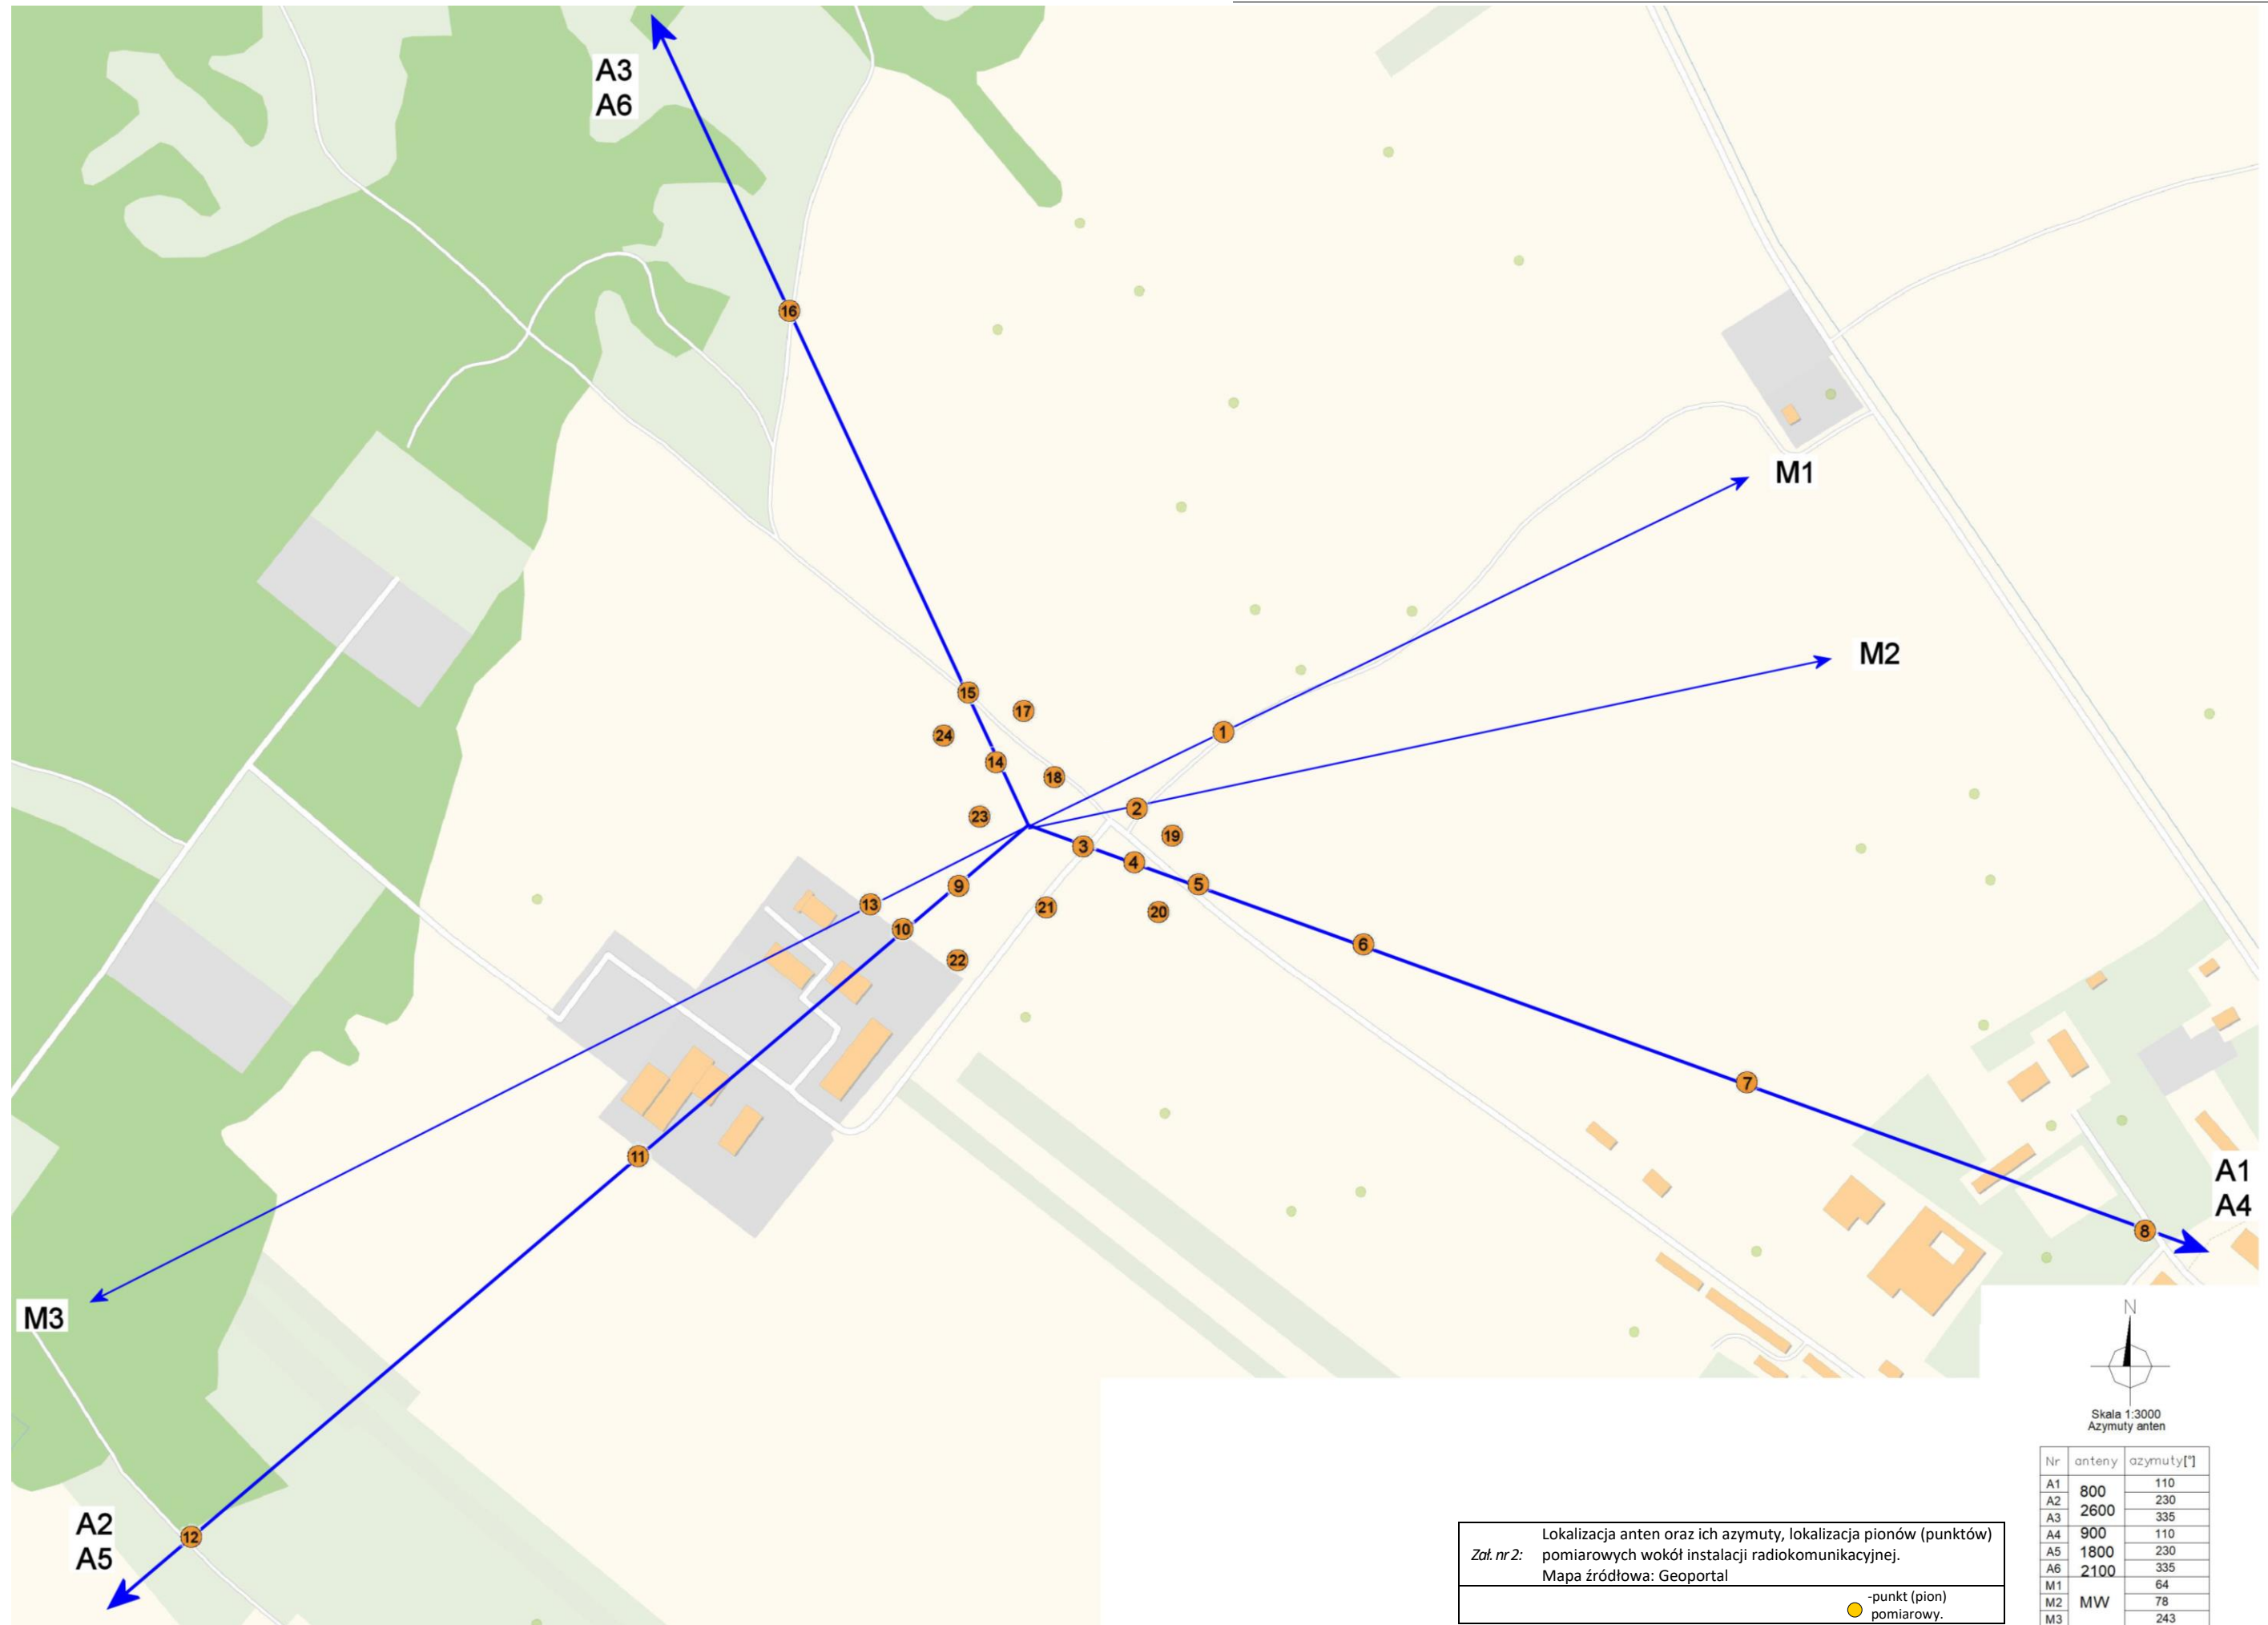 A3
A6
16
M1
M2
15
17
1
24
14
18
2
23
19
3
4
5
9
13
21
20
10
6
22
7
11
A1
A4
8
M3
N
Skala 1:3000
Azymuty anten
Nr anteny azymuty[°]
A1 800 2600 110
A2 230
A3 335
A4 900 1800 2100 110
A5 230
A6 335
M1 MW 64
M2 78
M3 243
A2
A5
12
Zał. nr 2:
Lokalizacja anten oraz ich azymuty, lokalizacja pionów (punktów)
pomiarowych wokół instalacji radiokomunikacyjnej.
Mapa źródłowa: Geoportal
-punkt (pion)
pomiarowy.